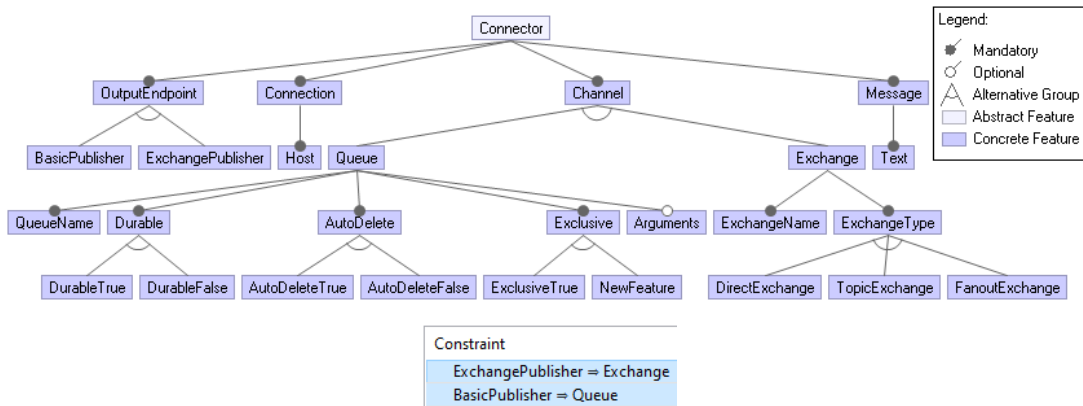 Connector
Legend:
Mandatory
Optional
Alternative Group
Abstract Feature
Concrete Feature
OutputEndpoint Connection Channel Message
BasicPublisher ExchangePublisher Host Queue Exchange Text
QueueName Durable AutoDelete Exclusive Arguments ExchangeName ExchangeType
DurableTrue DurableFalse AutoDeleteTrue AutoDeleteFalse ExclusiveTrue NewFeature DirectExchange TopicExchange FanoutExchange
Constraint
ExchangePublisher ⇒ Exchange
BasicPublisher ⇒ Queue